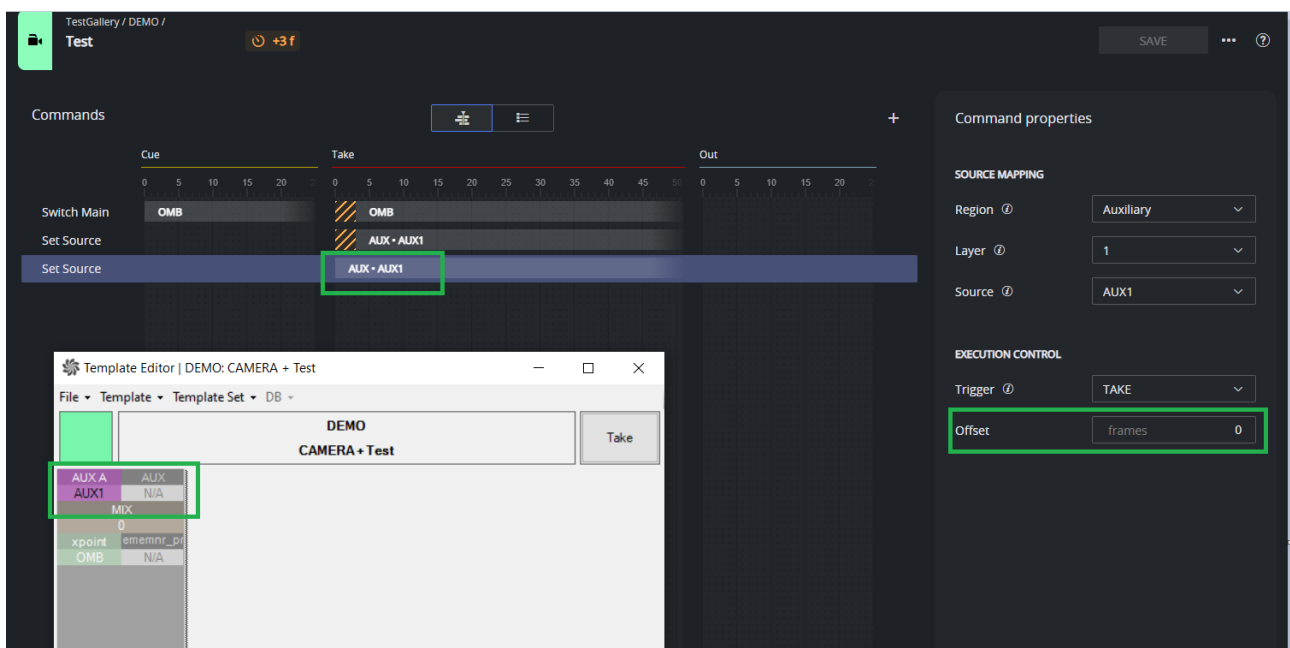 TestGallery / DEMO /
Test
+3 f
SAVE
Commands
+
Command properties
Cue
Take
Out
0 5 10 15 20
0 5 10 15 20 25 30 35 40 45 50
0 5 10 15 20
SOURCE MAPPING
Switch Main
OMB
OMB
Region
Auxiliary
Set Source
AUX • AUX1
Layer
1
Set Source
AUX • AUX1
Source
AUX1
EXECUTION CONTROL
Trigger
TAKE
Offset
frames
0
Template Editor | DEMO: CAMERA + Test
File Template Template Set DB
DEMO
CAMERA + Test
Take
AUX A AUX
AUX1 N/A
MIX
0
xpoint ememnr_pr
OMB N/A